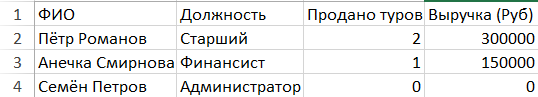 1 ФИО Должность Продано туров Выручка (Руб)
2 Пётр Романов Старший 2 300000
3 Анечка Смирнова Финансист 1 150000
4 Семён Петров Администратор 0 0